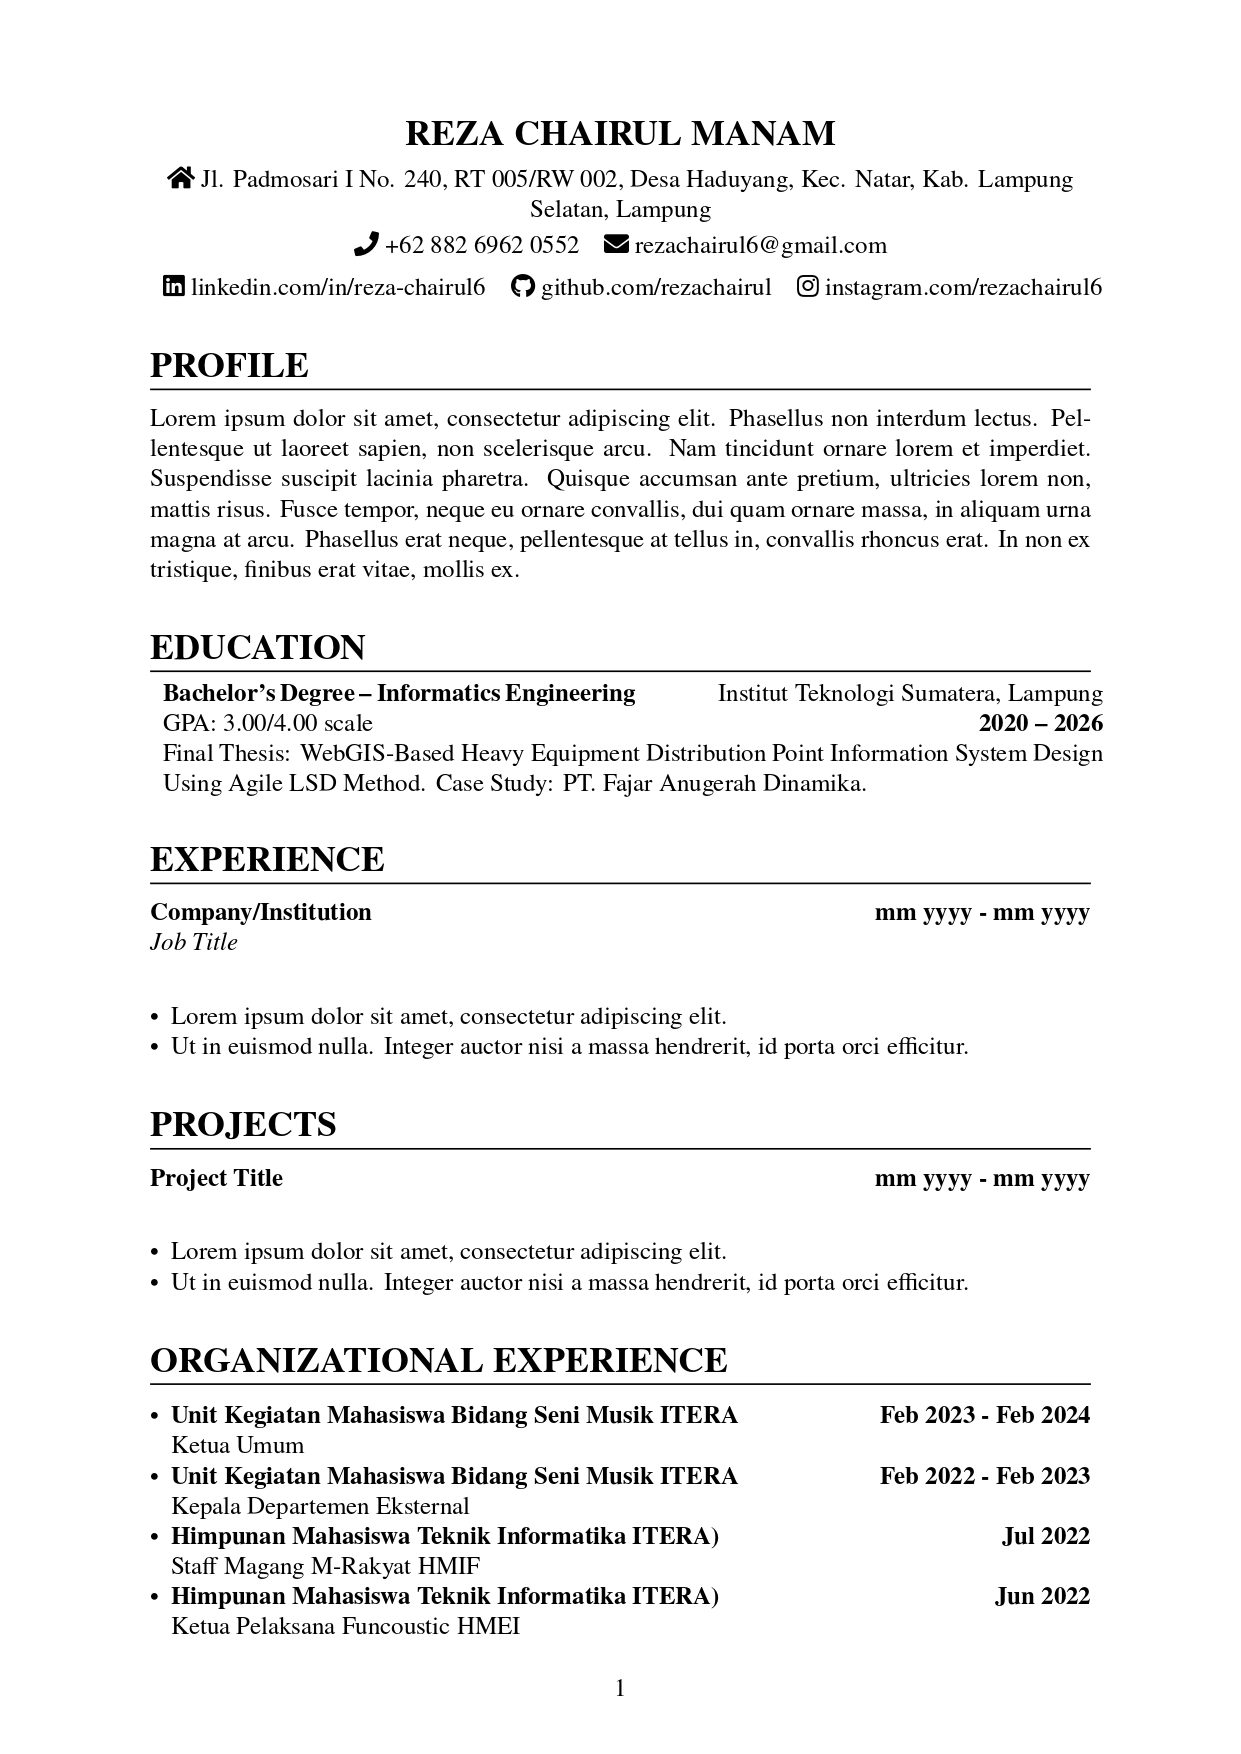 REZA CHAIRUL MANAM
Jl. Padmosari I No. 240, RT 005/RW 002, Desa Haduyang, Kec. Natar, Kab. Lampung
Selatan, Lampung
+62 882 6962 0552 rezachairul6@gmail.com
linkedin.com/in/reza-chairul6 github.com/rezachairul instagram.com/rezachairul6
PROFILE
Lorem ipsum dolor sit amet, consectetur adipiscing elit. Phasellus non interdum lectus. Pel-
lentesque ut laoreet sapien, non scelerisque arcu. Nam tincidunt ornare lorem et imperdiet.
Suspendisse suscipit lacinia pharetra. Quisque accumsan ante pretium, ultricies lorem non,
mattis risus. Fusce tempor, neque eu ornare convallis, dui quam ornare massa, in aliquam urna
magna at arcu. Phasellus erat neque, pellentesque at tellus in, convallis rhoncus erat. In non ex
tristique, finibus erat vitae, mollis ex.
EDUCATION
Bachelor's Degree – Informatics Engineering Institut Teknologi Sumatera, Lampung
GPA: 3.00/4.00 scale 2020 – 2026
Final Thesis: WebGIS-Based Heavy Equipment Distribution Point Information System Design
Using Agile LSD Method. Case Study: PT. Fajar Anugerah Dinamika.
EXPERIENCE
Company/Institution mm yyyy - mm yyyy
Job Title
• Lorem ipsum dolor sit amet, consectetur adipiscing elit.
• Ut in euismod nulla. Integer auctor nisi a massa hendrerit, id porta orci efficitur.
PROJECTS
Project Title mm yyyy - mm yyyy
• Lorem ipsum dolor sit amet, consectetur adipiscing elit.
• Ut in euismod nulla. Integer auctor nisi a massa hendrerit, id porta orci efficitur.
ORGANIZATIONAL EXPERIENCE
• Unit Kegiatan Mahasiswa Bidang Seni Musik ITERA Feb 2023 - Feb 2024
Ketua Umum
• Unit Kegiatan Mahasiswa Bidang Seni Musik ITERA Feb 2022 - Feb 2023
Kepala Departemen Eksternal
• Himpunan Mahasiswa Teknik Informatika ITERA) Jul 2022
Staff Magang M-Rakyat HMIF
• Himpunan Mahasiswa Teknik Informatika ITERA) Jun 2022
Ketua Pelaksana Funcoustic HMEI
1